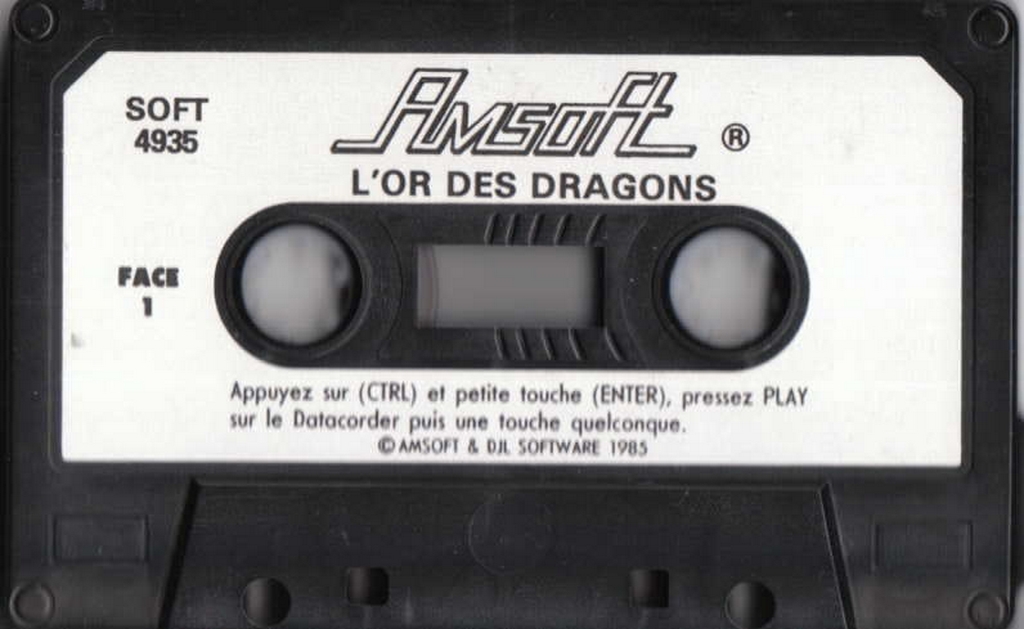 SOFT
4935
Amsoft ®
L'OR DES DRAGONS
FACE
1
Appuyez sur (CTRL) et petite touche (ENTER), pressez PLAY
sur le Datacorder puis une touche quelconque.
© AMSOFT & DJL SOFTWARE 1985